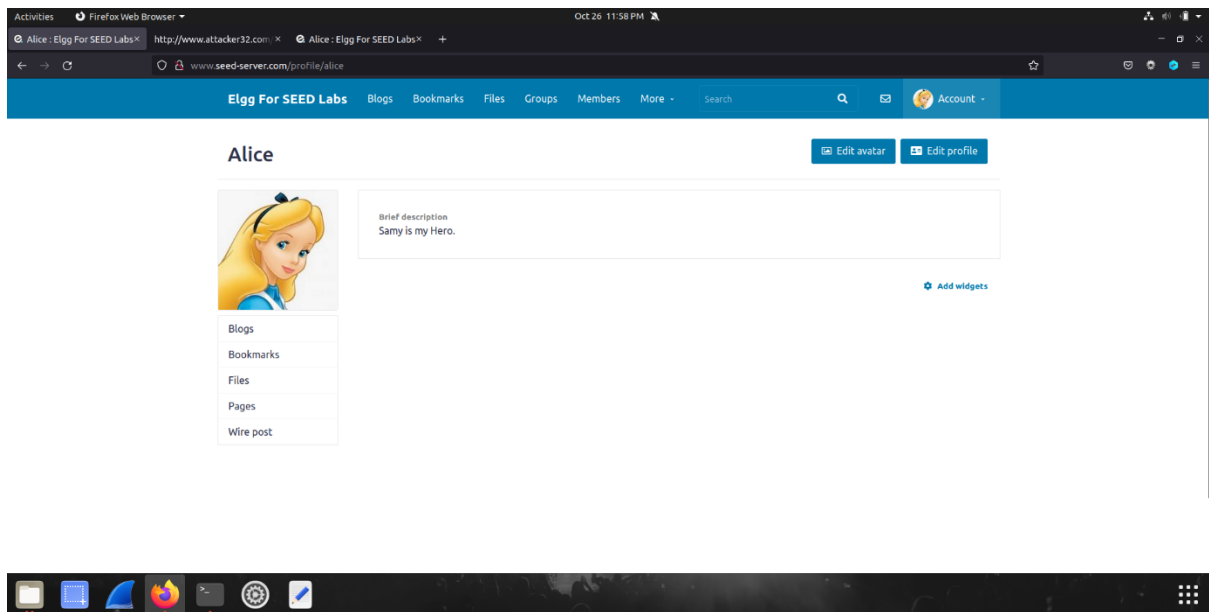 Activities Firefox Web Browser Oct 26 11:58 PM
Alice : Elgg For SEED Labs × http://www.attacker32.com/ × Alice : Elgg For SEED Labs × +
www.seed-server.com/profile/alice
Elgg For SEED Labs Blogs Bookmarks Files Groups Members More Search Account
Alice Edit avatar Edit profile
Brief description
Samy is my Hero.
Add widgets
Blogs
Bookmarks
Files
Pages
Wire post